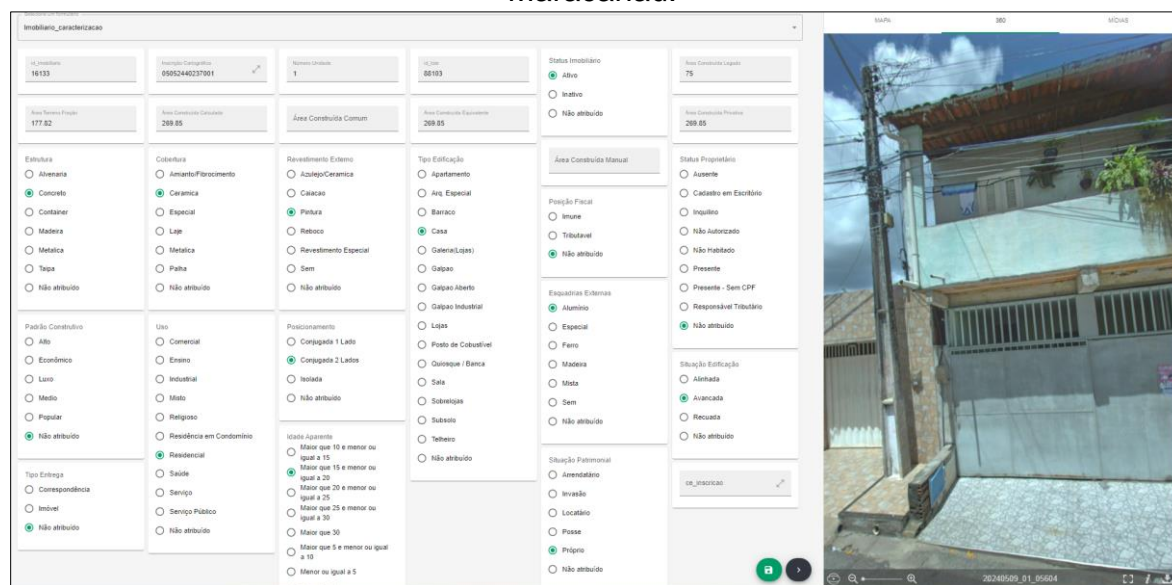 Maracanaú.
Imobiliario_caracterizacao
MAPA
360
MÍDIAS
id_imobiliario
16133
Inscrição Cartográfica
05052440237001
Número Unidade
1
id_lote
88103
Status Imobiliário
Ativo
Inativo
Não atribuído
Área Construída Legado
75
Área Terreno Fração
177.82
Área Construída Calculada
269.85
Área Construída Comum
Área Construída Equivalente
269.85
Área Construída Privativa
269.85
Estrutura
Alvenaria
Concreto
Container
Madeira
Metalica
Taipa
Não atribuído
Cobertura
Amianto/Fibrocimento
Ceramica
Especial
Laje
Metalica
Palha
Não atribuído
Revestimento Externo
Azulejo/Ceramica
Caiacao
Pintura
Reboco
Revestimento Especial
Sem
Não atribuído
Tipo Edificação
Apartamento
Arq. Especial
Barraco
Casa
Galeria(Lojas)
Galpao
Galpao Aberto
Galpao Industrial
Lojas
Posto de Cobustível
Quiosque / Banca
Sala
Sobrelojas
Subsolo
Telheiro
Não atribuído
Área Construída Manual
Posição Fiscal
Imune
Tributavel
Não atribuído
Esquadrias Externas
Alumínio
Especial
Ferro
Madeira
Mista
Sem
Não atribuído
Situação Patrimonial
Arrendatário
Invasão
Locatário
Posse
Próprio
Não atribuído
Status Proprietário
Ausente
Cadastro em Escritório
Inquilino
Não Autorizado
Não Habitado
Presente
Presente - Sem CPF
Responsável Tributário
Não atribuído
Situação Edificação
Alinhada
Avancada
Recuada
Não atribuído
ce_inscricao
Padrão Construtivo
Alto
Econômico
Luxo
Medio
Popular
Não atribuído
Uso
Comercial
Ensino
Industrial
Misto
Religioso
Residência em Condomínio
Residencial
Saúde
Serviço
Serviço Público
Não atribuído
Posicionamento
Conjugada 1 Lado
Conjugada 2 Lados
Isolada
Não atribuído
Idade Aparente
Maior que 10 e menor ou
igual a 15
Maior que 15 e menor ou
igual a 20
Maior que 20 e menor ou
igual a 25
Maior que 25 e menor ou
igual a 30
Maior que 30
Maior que 5 e menor ou igual
a 10
Menor ou igual a 5
Tipo Entrega
Correspondência
Imóvel
Não atribuído
20240509_01_05604